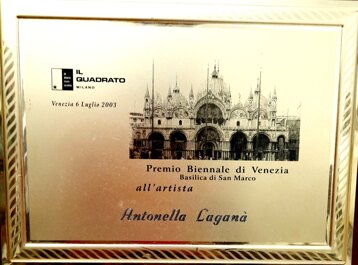 IL
QUADRATO
MILANO
Venezia 6 Luglio 2003
Premio Biennale di Venezia
Basilica di San Marco
all'artista
Antonella Laganà